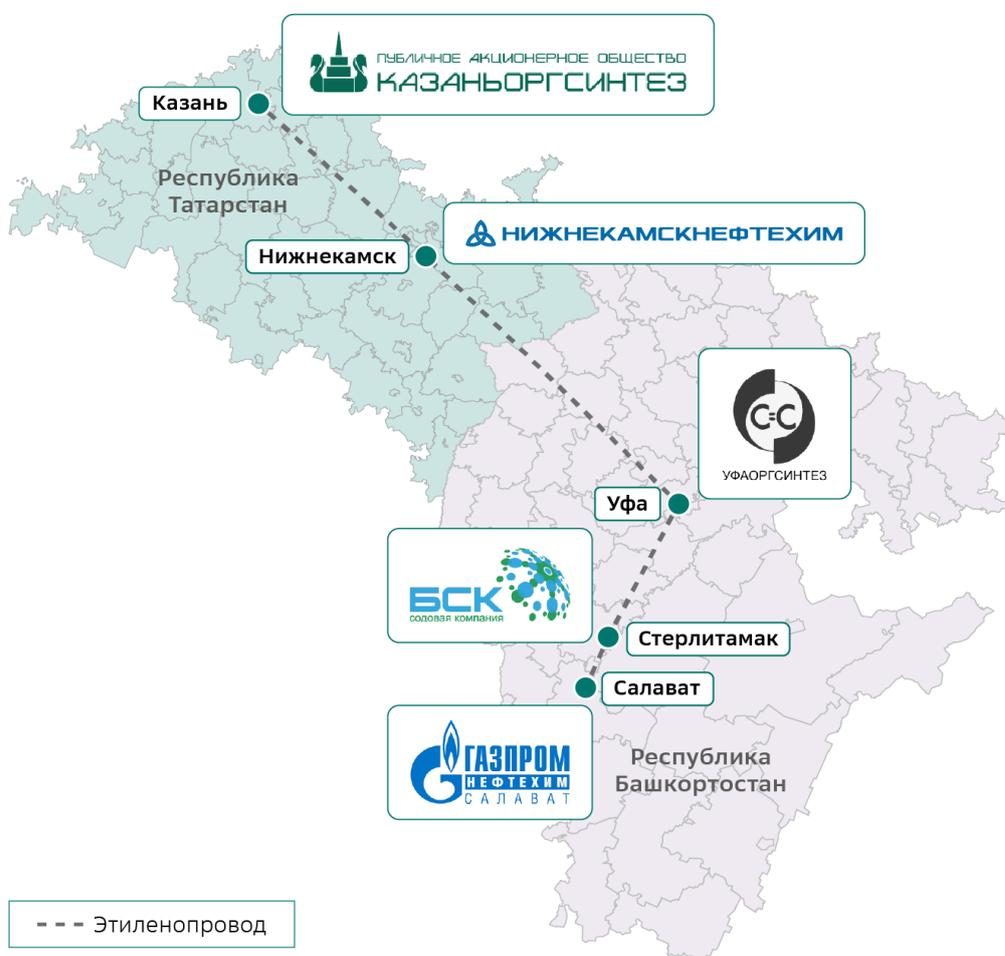 ПУБЛИЧНОЕ АКЦИОНЕРНОЕ ОБЩЕСТВО
КАЗАНЬОРГСИНТЕЗ
Казань
Республика
Татарстан
НИЖНЕКАМСКНЕФТЕХИМ
Нижнекамск
C=C
УФАОРГСИНТЕЗ
Уфа
БСК
СОДОВАЯ КОМПАНИЯ
Стерлитамак
Салават
ГАЗПРОМ
НЕФТЕХИМ
САЛАВАТ
Республика
Башкортостан
Этиленопровод